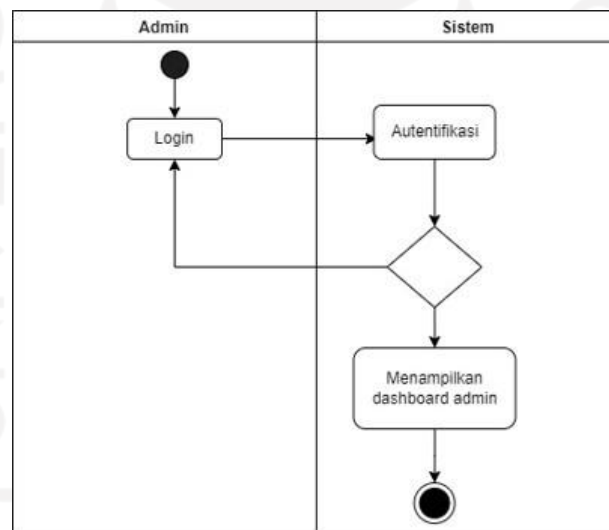 Admin
Sistem
Login
Autentifikasi
Menampilkan
dashboard admin